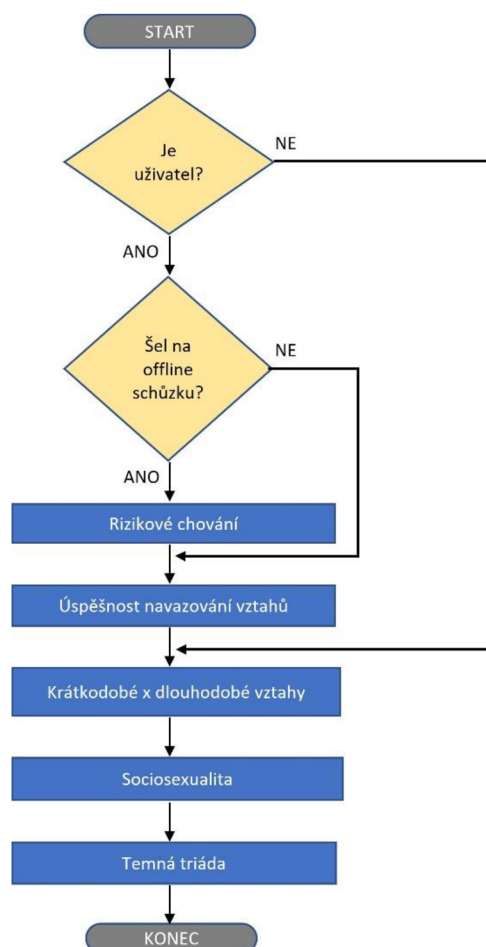 START
Je
uživatel?
NE
ANO
Šel na
offline
schůzku?
NE
ANO
Rizikové chování
Úspěšnost navazování vztahů
Krátkodobé x dlouhodobé vztahy
Sociosexualita
Temná triáda
KONEC